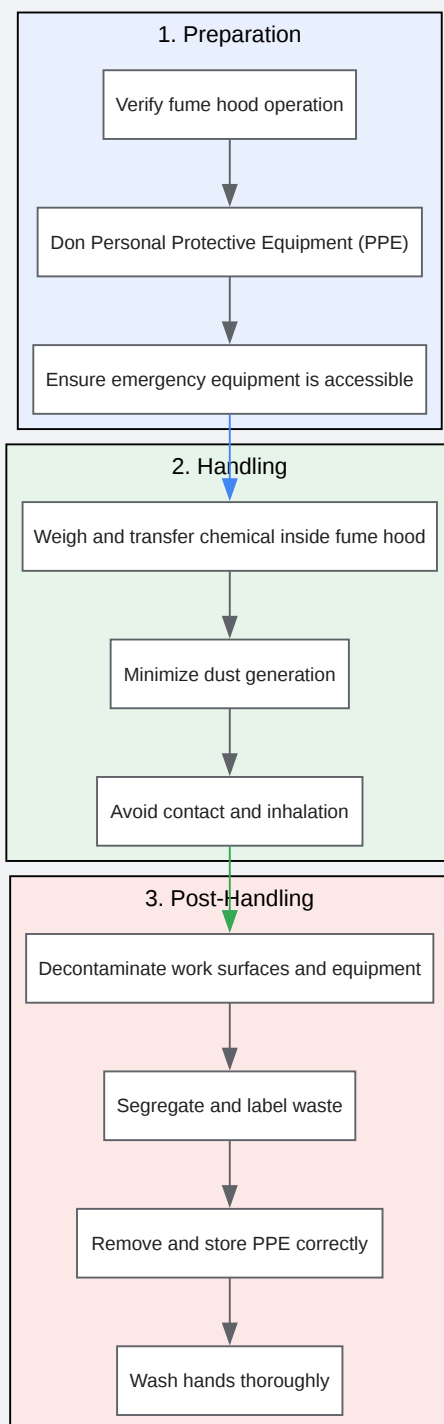 1. Preparation
Verify fume hood operation
Don Personal Protective Equipment (PPE)
Ensure emergency equipment is accessible
2. Handling
Weigh and transfer chemical inside fume hood
Minimize dust generation
Avoid contact and inhalation
3. Post-Handling
Decontaminate work surfaces and equipment
Segregate and label waste
Remove and store PPE correctly
Wash hands thoroughly